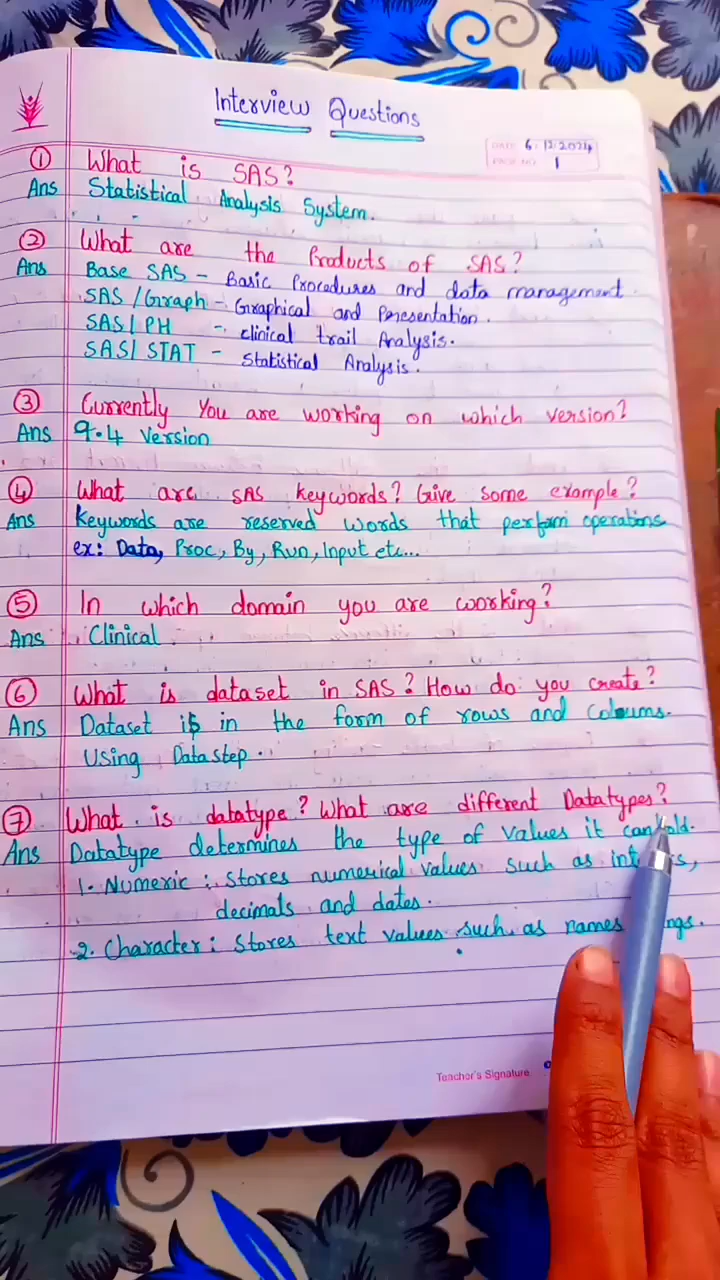 Interview Questions
DATE: 6.12.2024
PAGE NO. 1
① What is SAS?
Ans Statistical Analysis System.
② What are the Products of SAS?
Ans Base SAS - Basic Procedures and data management.
SAS/Graph - Graphical and Presentation.
SAS/PH - clinical trail Analysis.
SAS/STAT - Statistical Analysis.
③ Currently You are working on which version?
Ans 9.4 Version
④ What are SAS keywords? Give some example?
Ans Keywords are reserved words that perform operations
ex: Data, Proc, By, Run, Input etc...
⑤ In which domain you are working?
Ans Clinical
⑥ What is dataset in SAS? How do you create?
Ans Dataset is in the form of rows and Coloums.
Using Datastep.
⑦ What is datatype? What are different Datatypes?
Ans Datatype determines the type of values it can hold.
1. Numeric: Stores numerical values such as
decimals and dates.
2. Character: Stores text values such as names
Teacher's Signature